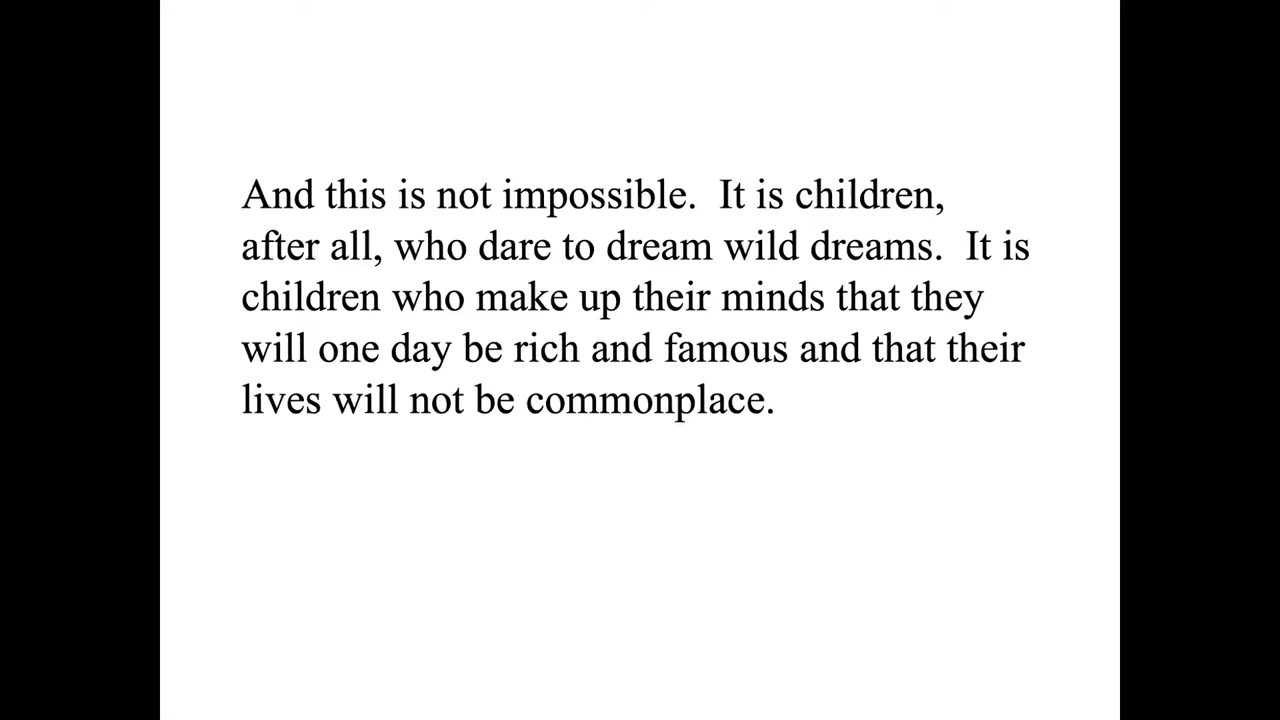 And this is not impossible.  It is children,
after all, who dare to dream wild dreams.  It is
children who make up their minds that they
will one day be rich and famous and that their
lives will not be commonplace.